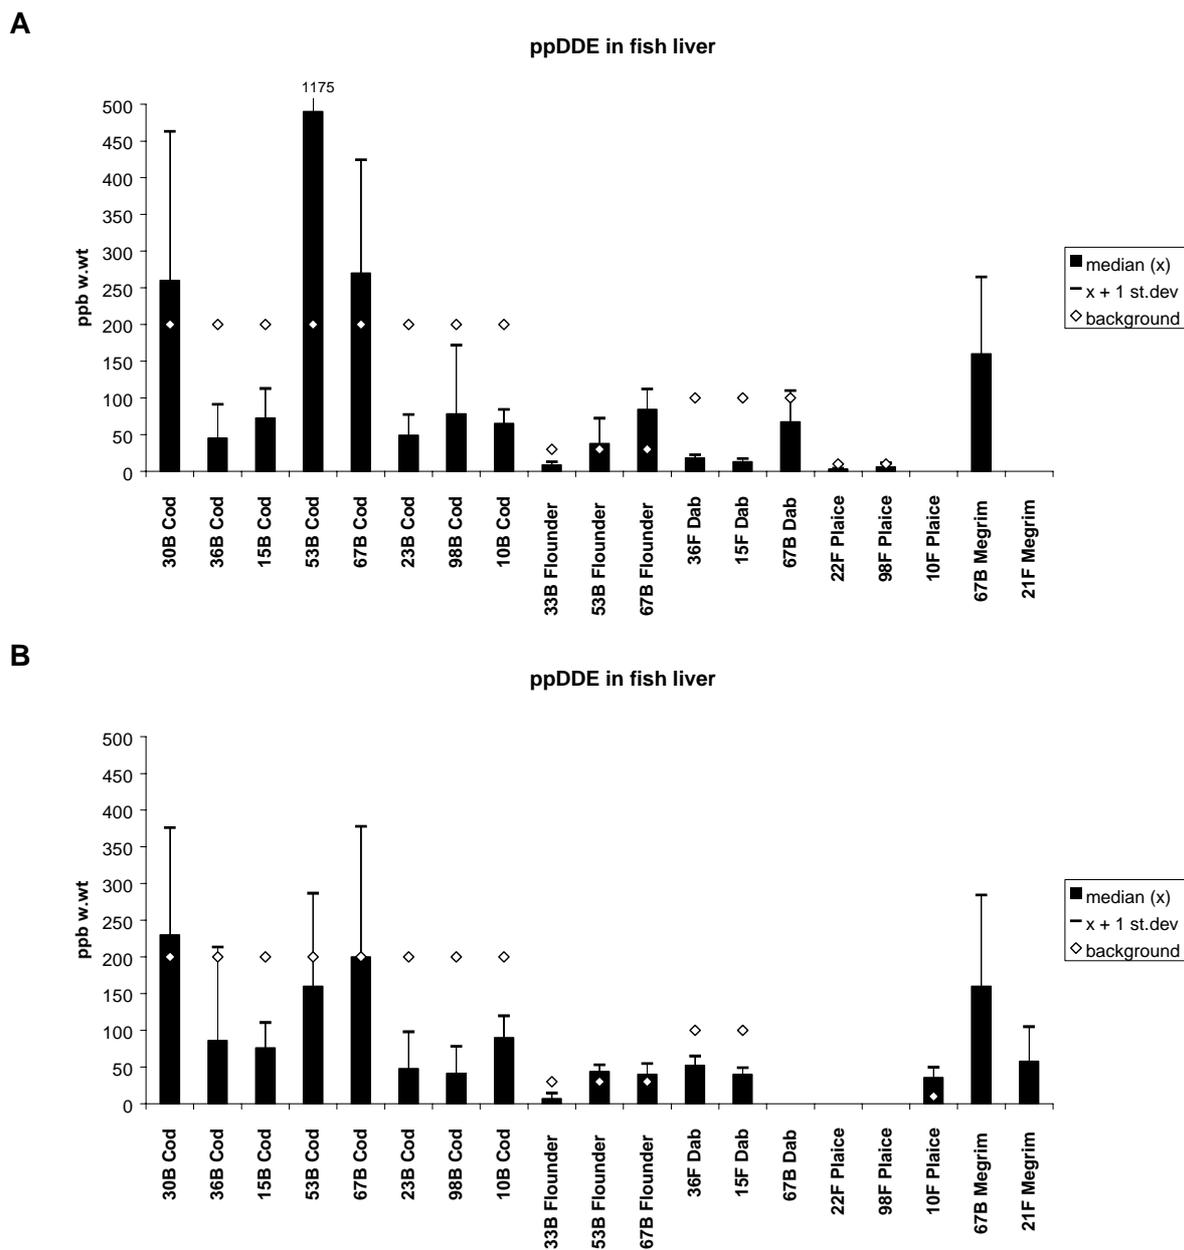 A
ppDDE in fish liver
1175
500
450
400
350
300
250
200
150
100
50
0
ppb w.wt
median (x)
x + 1 st.dev
background
30B Cod
36B Cod
15B Cod
53B Cod
67B Cod
23B Cod
98B Cod
10B Cod
33B Flounder
53B Flounder
67B Flounder
36F Dab
15F Dab
67B Dab
22F Plaice
98F Plaice
10F Plaice
67B Megrim
21F Megrim
B
ppDDE in fish liver
500
450
400
350
300
250
200
150
100
50
0
ppb w.wt
median (x)
x + 1 st.dev
background
30B Cod
36B Cod
15B Cod
53B Cod
67B Cod
23B Cod
98B Cod
10B Cod
33B Flounder
53B Flounder
67B Flounder
36F Dab
15F Dab
67B Dab
22F Plaice
98F Plaice
10F Plaice
67B Megrim
21F Megrim